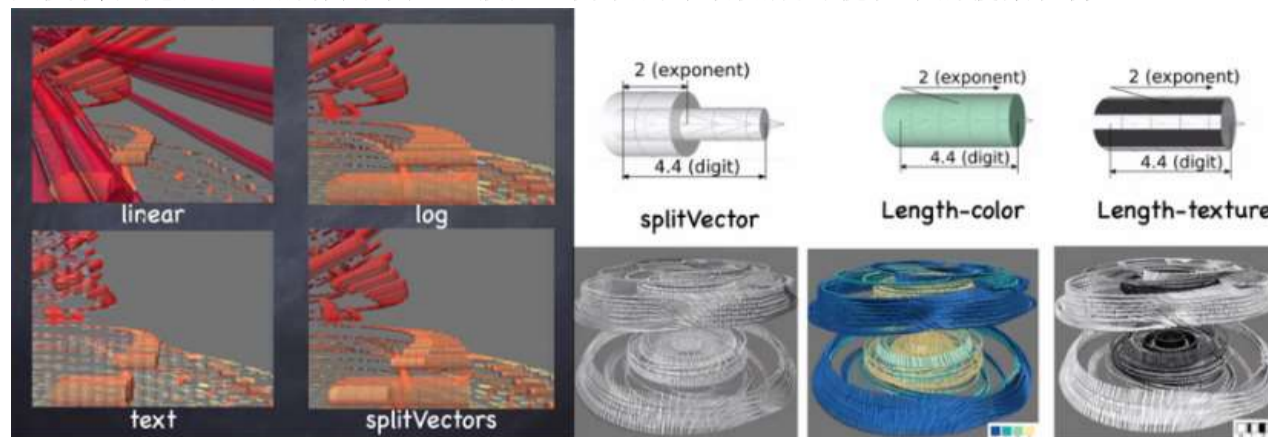 linear
log
text
splitVectors
2 (exponent)
4.4 (digit)
splitVector
2 (exponent)
4.4 (digit)
Length-color
2 (exponent)
4.4 (digit)
Length-texture